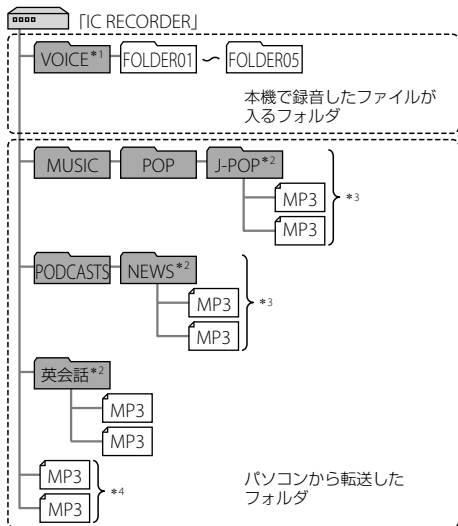 「IC RECORDER」
VOICE*1 FOLDER01 ～ FOLDER05
本機で録音したファイルが
入るフォルダ
MUSIC POP J-POP*2
MP3
*3
MP3
PODCASTS NEWS*2
MP3
*3
MP3
英会話*2
MP3
MP3
MP3
*4
MP3
パソコンから転送した
フォルダ